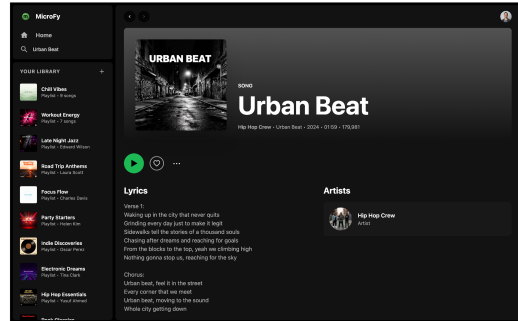 MicroFy
Home
Urban Beat
YOUR LIBRARY +
Chill Vibes
Playlist • 9 songs
Workout Energy
Playlist • 7 songs
Late Night Jazz
Playlist • Edward Wilson
Road Trip Anthems
Playlist • Laura Scott
Focus Flow
Playlist • Charles Davis
Party Starters
Playlist • Helen Kim
Indie Discoveries
Playlist • Oscar Perez
Electronic Dreams
Playlist • Tina Clark
Hip Hop Essentials
Playlist • Yusuf Ahmed
Rock Classics
URBAN BEAT
SONG
Urban Beat
Hip Hop Crew • Urban Beat • 2024 • 01:59 • 179,981
Lyrics
Verse 1:
Waking up in the city that never quits
Grinding every day just to make it legit
Sidewalks tell the stories of a thousand souls
Chasing after dreams and reaching for goals
From the blocks to the top, yeah we climbing high
Nothing gonna stop us, reaching for the sky
Chorus:
Urban beat, feel it in the street
Every corner that we meet
Urban beat, moving to the sound
Whole city getting down
Artists
Hip Hop Crew
Artist